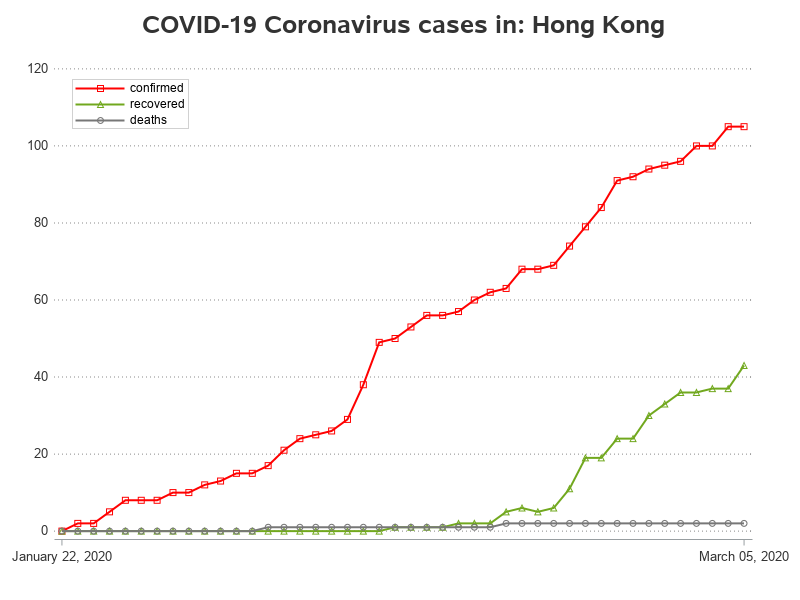 COVID-19 Coronavirus cases in: Hong Kong
120
confirmed
recovered
deaths
100
80
60
40
20
0
January 22, 2020
March 05, 2020